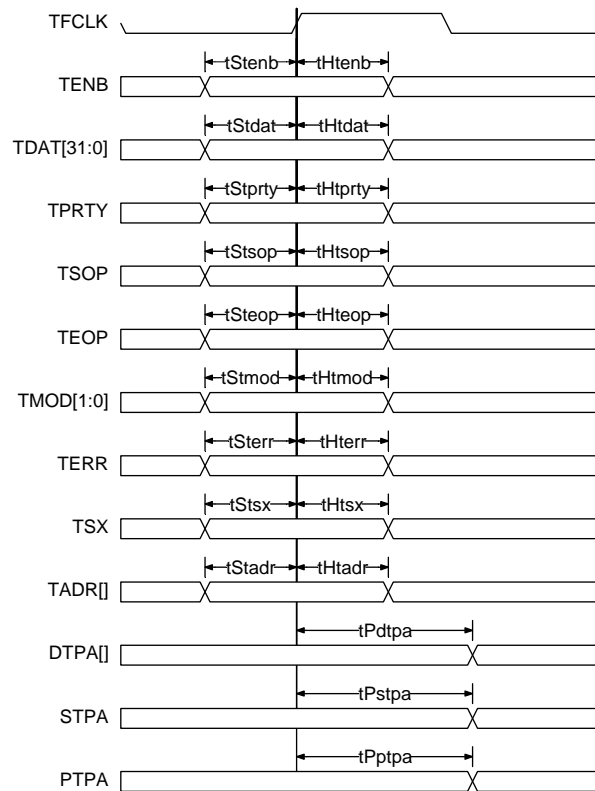 TFCLK
tStenb tHtenb
TENB
tStdat tHtdat
TDAT[31:0]
tStprty tHtprty
TPRTY
tStsop tHtsop
TSOP
tSteop tHteop
TEOP
tStmod tHtmod
TMOD[1:0]
tSterr tHterr
TERR
tStsx tHtsx
TSX
tStadr tHtadr
TADR[]
tPdtpa
DTPA[]
tPstpa
STPA
tPptpa
PTPA